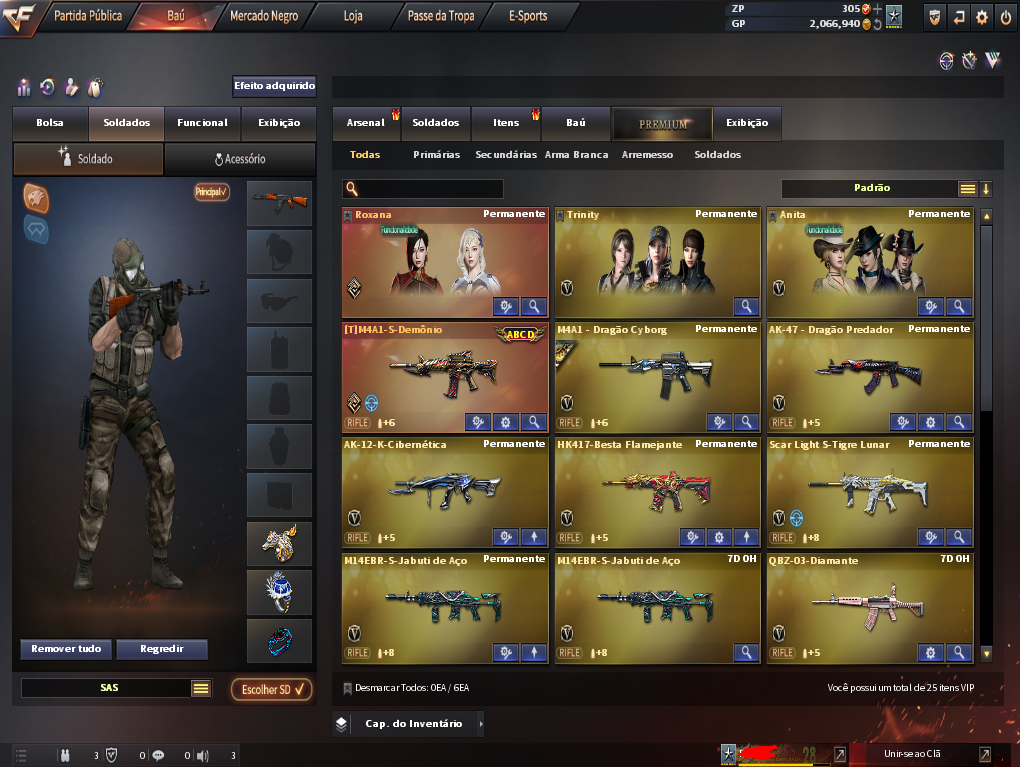 Partida Pública Baú Mercado Negro Loja Passe da Tropa E-Sports
ZP 305
GP 2,066,940
Efeito adquirido
Bolsa Soldados Funcional Exibição
Soldado Acessório
Principal
Remover tudo Regredir
SAS Escolher SD
Arsenal Soldados Itens Baú PREMIUM Exibição
Todas Primárias Secundárias Arma Branca Arremesso Soldados
Padrão
Roxana Permanente
Funcionalidade
Trinity Permanente
Anita Permanente
Funcionalidade
[T]M4A1-S-Demônio ABCD
RIFLE +6
M4A1 - Dragão Cyborg Permanente
RIFLE +6
AK-47 - Dragão Predador Permanente
RIFLE +5
AK-12-K-Cibernética Permanente
RIFLE +5
HK417-Besta Flamejante Permanente
RIFLE +5
Scar Light S-Tigre Lunar Permanente
RIFLE +8
M14EBR-S-Jabuti de Aço Permanente
RIFLE +8
M14EBR-S-Jabuti de Aço 7D 0H
RIFLE +8
QBZ-03-Diamante 7D 0H
RIFLE +5
Desmarcar Todos: 0EA / 6EA
Você possui um total de 25 itens VIP
Cap. do Inventário
3 0 0 3
28
Unir-se ao Clã